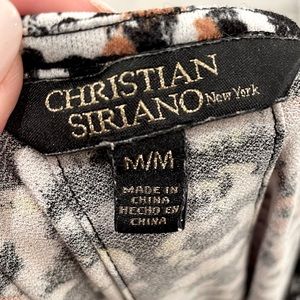 CHRISTIAN
SIRIANO New York
M/M
MADE IN
CHINA
HECHO EN
CHINA